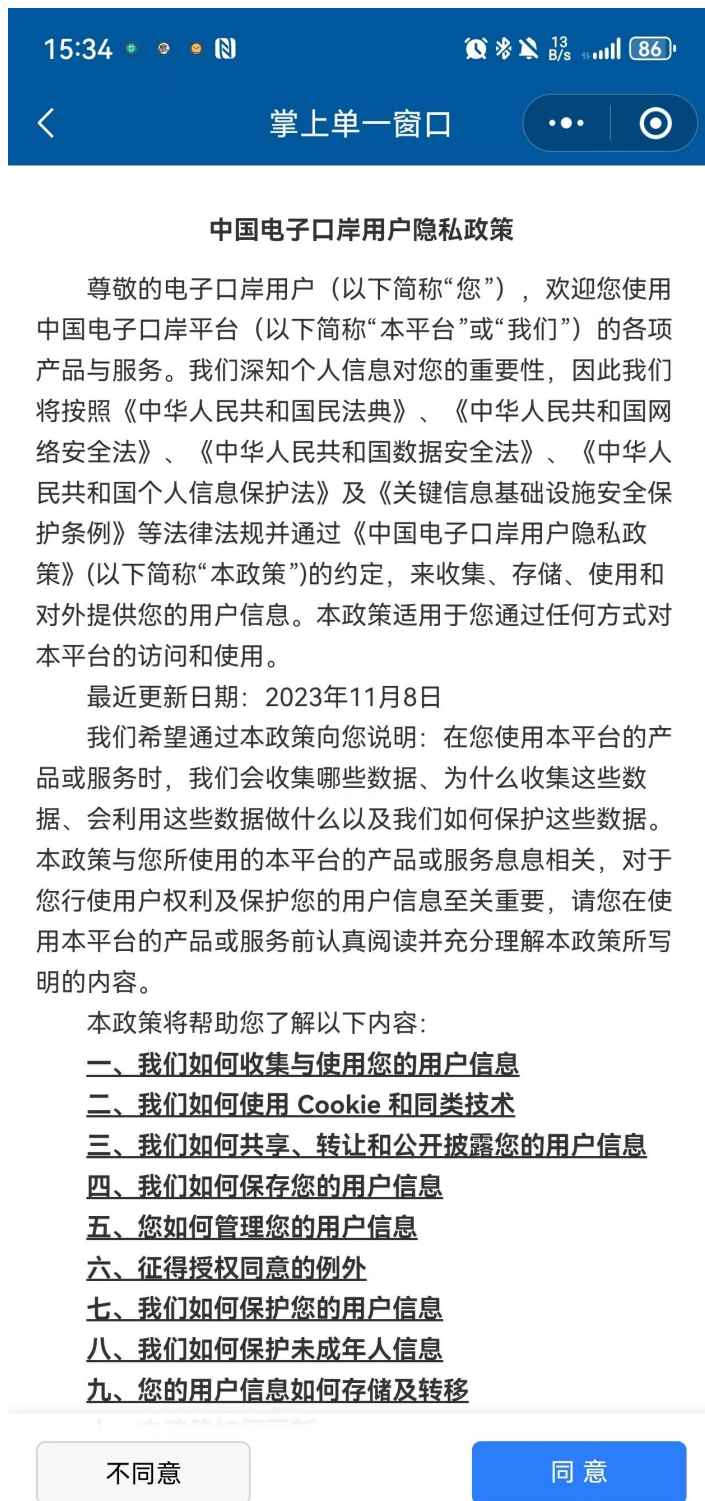 15:34
13
B/s
86
掌上单一窗口
中国电子口岸用户隐私政策
尊敬的电子口岸用户（以下简称“您”），欢迎您使用
中国电子口岸平台（以下简称“本平台”或“我们”）的各项
产品与服务。我们深知个人信息对您的重要性，因此我们
将按照《中华人民共和国民法典》、《中华人民共和国网
络安全法》、《中华人民共和国数据安全法》、《中华人
民共和国个人信息保护法》及《关键信息基础设施安全保
护条例》等法律法规并通过《中国电子口岸用户隐私政
策》(以下简称“本政策”)的约定，来收集、存储、使用和
对外提供您的用户信息。本政策适用于您通过任何方式对
本平台的访问和使用。
最近更新日期：2023年11月8日
我们希望通过本政策向您说明：在您使用本平台的产
品或服务时，我们会收集哪些数据、为什么收集这些数
据、会利用这些数据做什么以及我们如何保护这些数据。
本政策与您所使用的本平台的产品或服务息息相关，对于
您行使用户权利及保护您的用户信息至关重要，请您在使
用本平台的产品或服务前认真阅读并充分理解本政策所写
明的内容。
本政策将帮助您了解以下内容：
一、我们如何收集与使用您的用户信息
二、我们如何使用 Cookie 和同类技术
三、我们如何共享、转让和公开披露您的用户信息
四、我们如何保存您的用户信息
五、您如何管理您的用户信息
六、征得授权同意的例外
七、我们如何保护您的用户信息
八、我们如何保护未成年人信息
九、您的用户信息如何存储及转移
不同意
同意